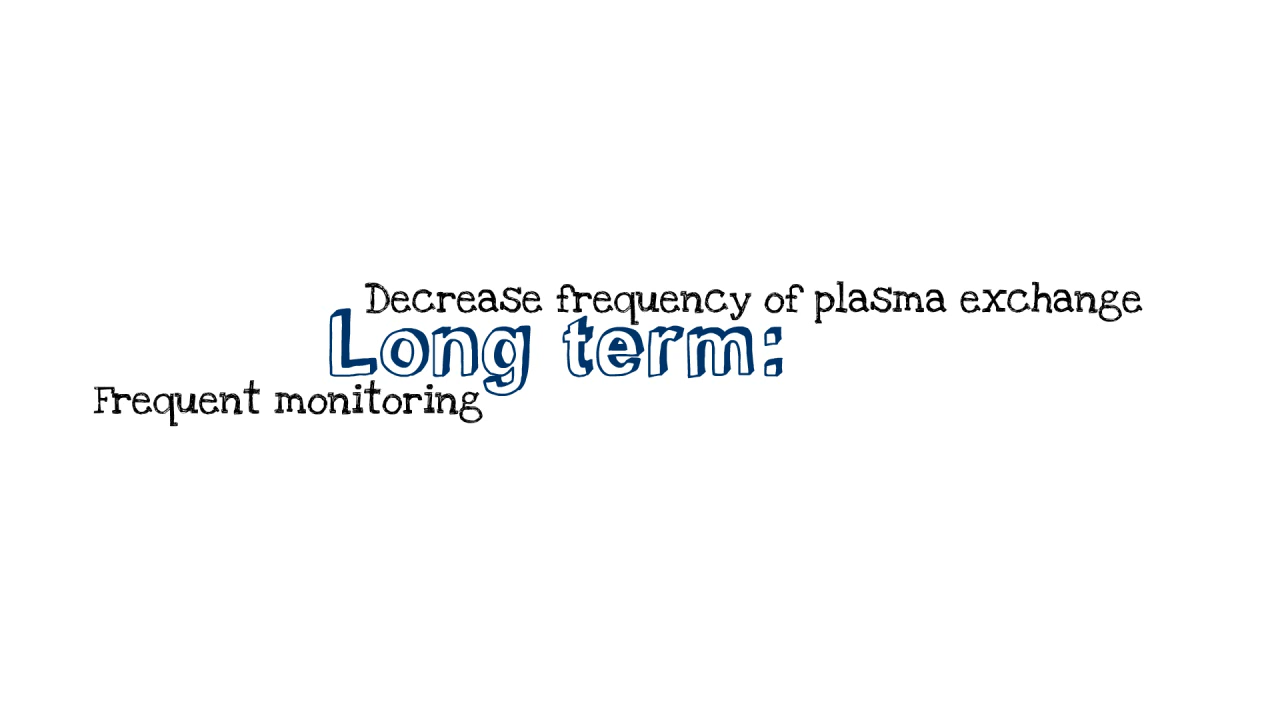 Decrease frequency of plasma exchange
Long term:
Frequent monitoring